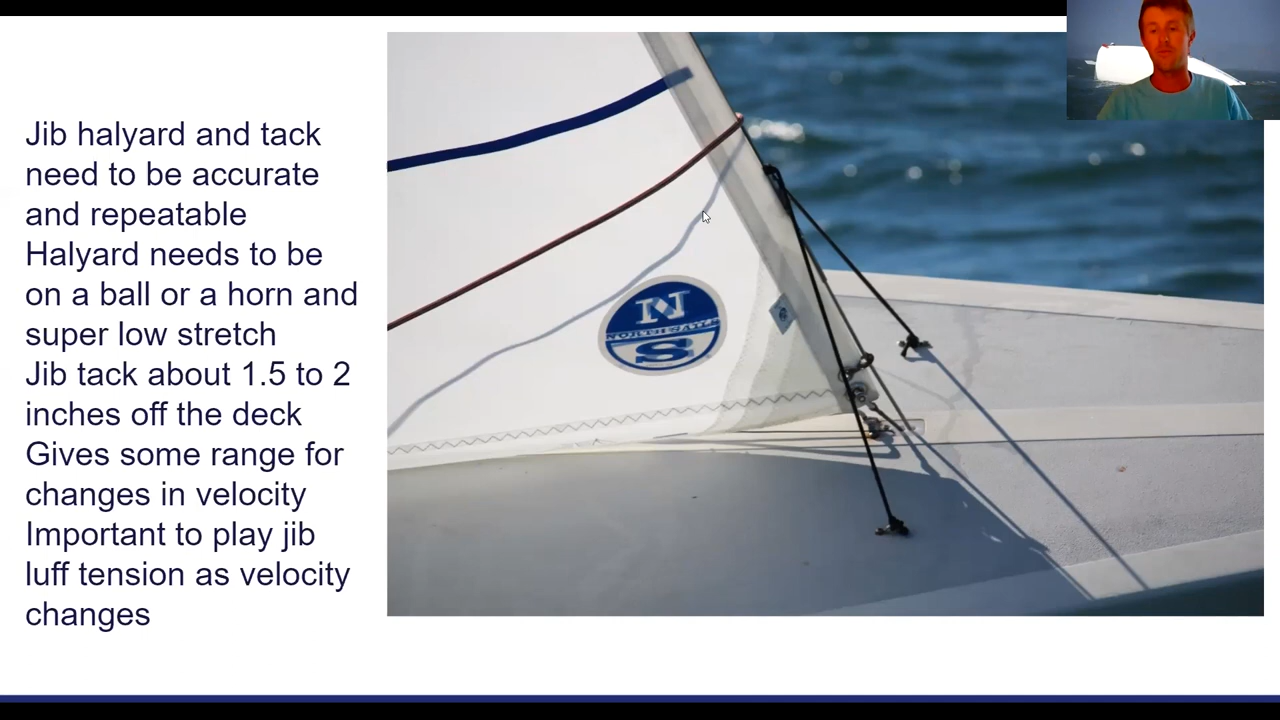 Jib halyard and tack
need to be accurate
and repeatable
Halyard needs to be
on a ball or a horn and
super low stretch
Jib tack about 1.5 to 2
inches off the deck
Gives some range for
changes in velocity
Important to play jib
luff tension as velocity
changes
N
NORTH SAILS
S